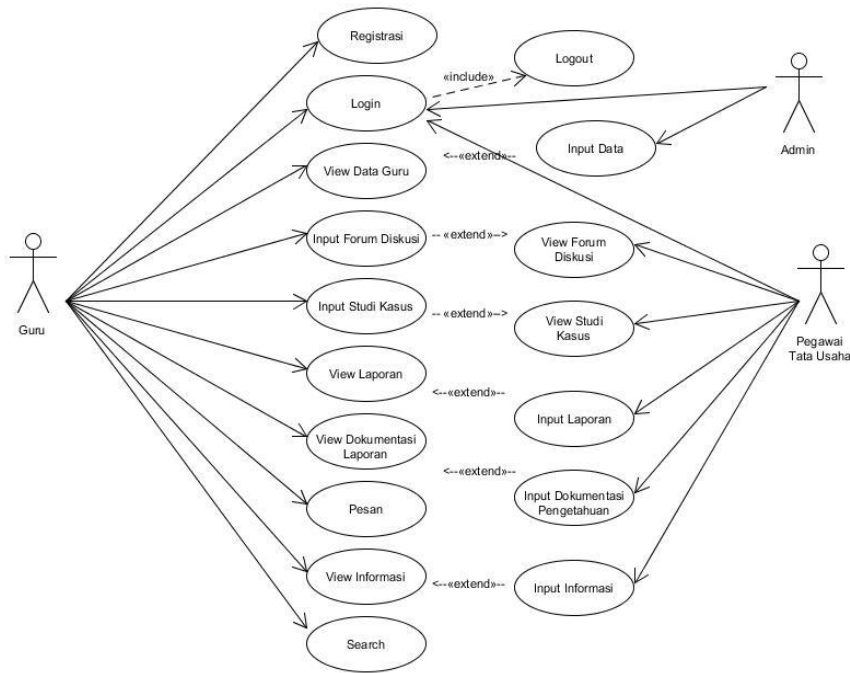 Registrasi
«include»
Logout
Login
Admin
<--«extend»--
Input Data
View Data Guru
Input Forum Diskusi
-- «extend»-->
View Forum
Diskusi
Guru
Input Studi Kasus
-- «extend»-->
View Studi
Kasus
Pegawai
Tata Usaha
View Laporan
<--«extend»--
Input Laporan
View Dokumentasi
Laporan
<--«extend»--
Input Dokumentasi
Pengetahuan
Pesan
View Informasi
<--«extend»--
Input Informasi
Search